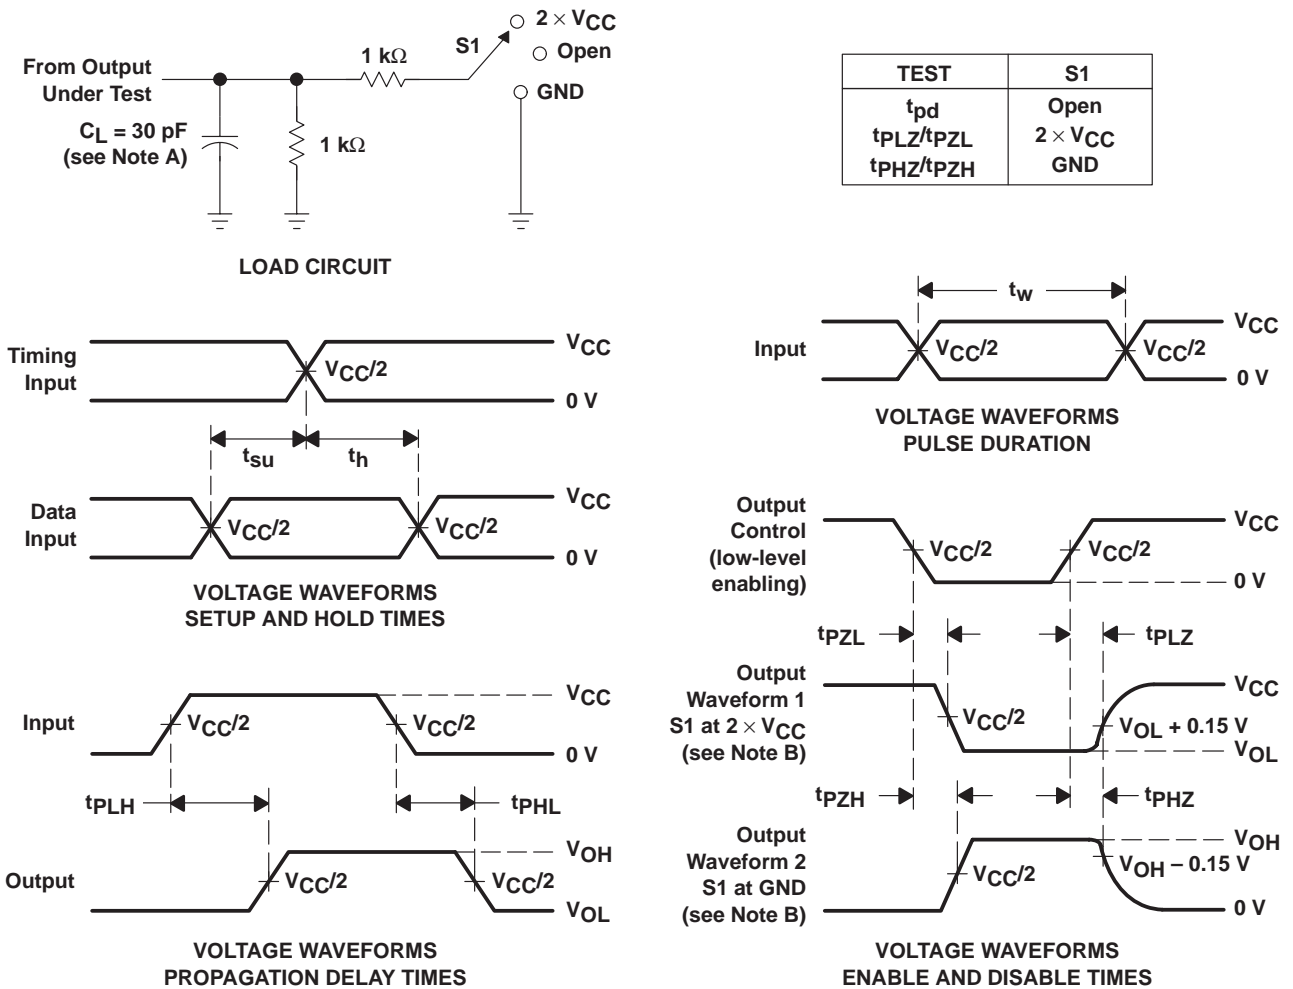 2 × VCC
S1
Open
GND
1 kΩ
From Output
Under Test
CL = 30 pF
(see Note A)
1 kΩ
LOAD CIRCUIT
TEST S1
tpd Open
tPLZ/tPZL 2 × VCC
tPHZ/tPZH GND
tw
Input
VCC/2
VCC/2
VCC
0 V
VOLTAGE WAVEFORMS
PULSE DURATION
Timing
Input
VCC/2
VCC
0 V
tsu
th
Data
Input
VCC/2
VCC/2
VCC
0 V
VOLTAGE WAVEFORMS
SETUP AND HOLD TIMES
Input
VCC/2
VCC/2
VCC
0 V
tPLH
tPHL
Output
VCC/2
VCC/2
VOH
VOL
VOLTAGE WAVEFORMS
PROPAGATION DELAY TIMES
Output
Control
(low-level
enabling)
VCC/2
VCC/2
VCC
0 V
tPZL
tPLZ
Output
Waveform 1
S1 at 2 × VCC
(see Note B)
VCC/2
VCC
VOL + 0.15 V
VOL
tPZH
tPHZ
Output
Waveform 2
S1 at GND
(see Note B)
VCC/2
VOH
VOH – 0.15 V
0 V
VOLTAGE WAVEFORMS
ENABLE AND DISABLE TIMES